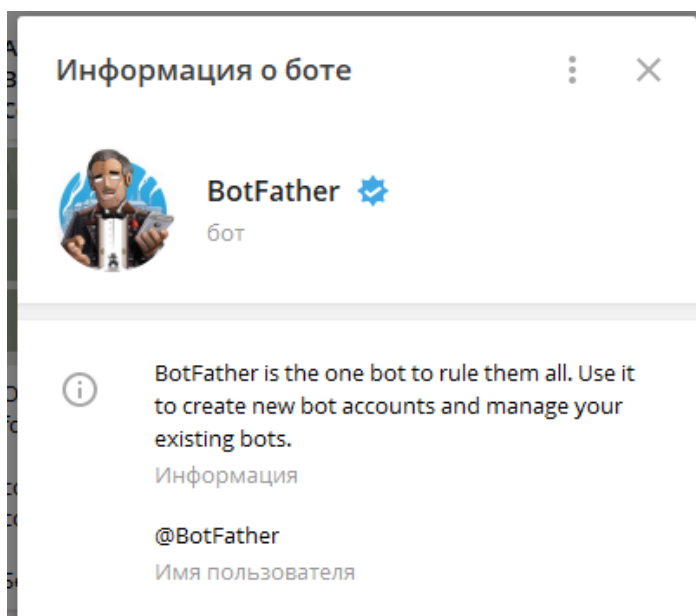 Информация о боте
BotFather
бот
BotFather is the one bot to rule them all. Use it
to create new bot accounts and manage your
existing bots.
Информация
@BotFather
Имя пользователя